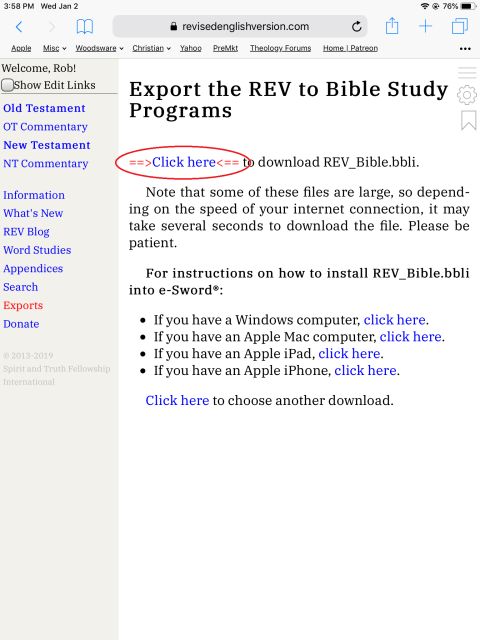 3:58 PM Wed Jan 2
76%
revisedenglishversion.com
Apple Misc Woodsware Christian Yahoo PreMkt Theology Forums Home | Patreon
Welcome, Rob!
Show Edit Links
Old Testament
OT Commentary
New Testament
NT Commentary
Information
What's New
REV Blog
Word Studies
Appendices
Search
Exports
Donate
© 2013-2019
Spirit and Truth Fellowship
International
Export the REV to Bible Study
Programs
==>Click here<== to download REV_Bible.bbli.
Note that some of these files are large, so depend-
ing on the speed of your internet connection, it may
take several seconds to download the file. Please be
patient.
For instructions on how to install REV_Bible.bbli
into e-Sword®:
• If you have a Windows computer, click here.
• If you have an Apple Mac computer, click here.
• If you have an Apple iPad, click here.
• If you have an Apple iPhone, click here.
Click here to choose another download.